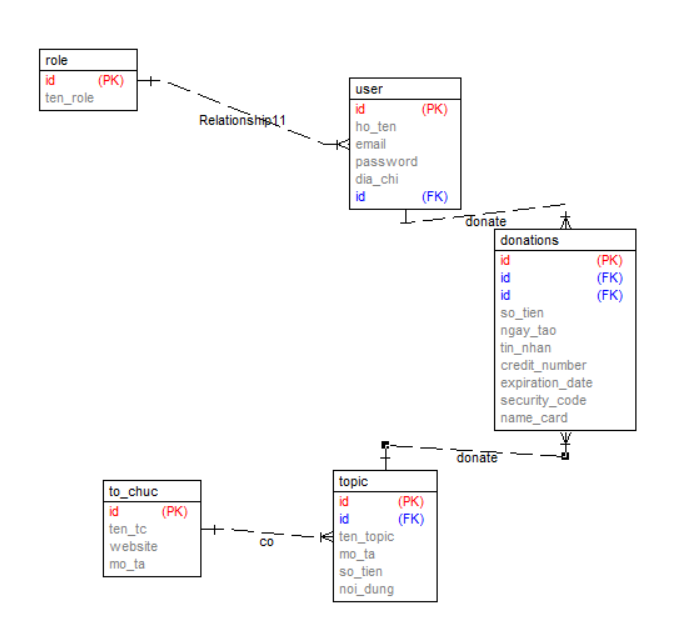 role
id (PK)
ten_role
Relationship11
user
id (PK)
ho_ten
email
password
dia_chi
id (FK)
donate
donations
id (PK)
id (FK)
id (FK)
so_tien
ngay_tao
tin_nhan
credit_number
expiration_date
security_code
name_card
donate
to_chuc
id (PK)
ten_tc
website
mo_ta
co
topic
id (PK)
id (FK)
ten_topic
mo_ta
so_tien
noi_dung